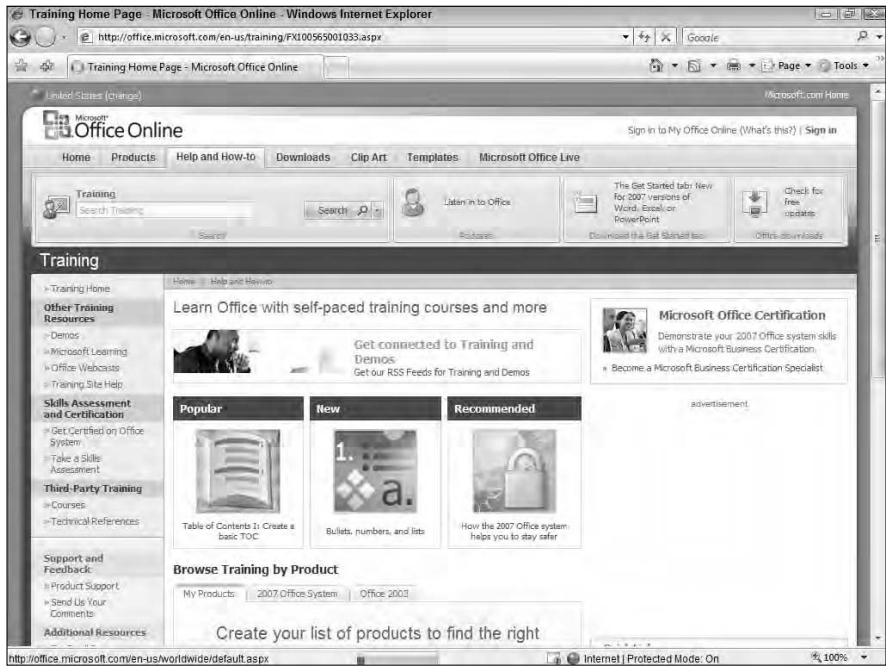 Training Home Page - Microsoft Office Online - Windows Internet Explorer
http://office.microsoft.com/en-us/training/FX100565001033.aspx
Google
Training Home Page - Microsoft Office Online
Page
Tools
United States (change)
Microsoft.com Home
Microsoft
Office Online
Sign in to My Office Online (What's this?) | Sign in
Home Products Help and How-to Downloads Clip Art Templates Microsoft Office Live
Training
Search Training
Search
Search
Listen in to Office
Podcasts
The Get Started tab: New
for 2007 versions of
Word, Excel, or
PowerPoint
Download the Get Started tab
Check for
free
updates
Office downloads
Training
Training Home
Other Training
Resources
Demos
Microsoft Learning
Office Webcasts
Training Site Help
Skills Assessment
and Certification
Get Certified on Office
System
Take a Skills
Assessment
Third-Party Training
Courses
Technical References
Support and
Feedback
Product Support
Send Us Your
Comments
Additional Resources
Home Help and How-to
Learn Office with self-paced training courses and more
Get connected to Training and
Demos
Get our RSS Feeds for Training and Demos
Popular
1.
a.
New
Recommended
Table of Contents I: Create a
basic TOC
Bullets, numbers, and lists
How the 2007 Office system
helps you to stay safer
Browse Training by Product
My Products 2007 Office System Office 2003
Create your list of products to find the right
Microsoft Office Certification
Demonstrate your 2007 Office system skills
with a Microsoft Business Certification.
» Become a Microsoft Business Certification Specialist
advertisement
http://office.microsoft.com/en-us/worldwide/default.aspx
Internet | Protected Mode: On
100%